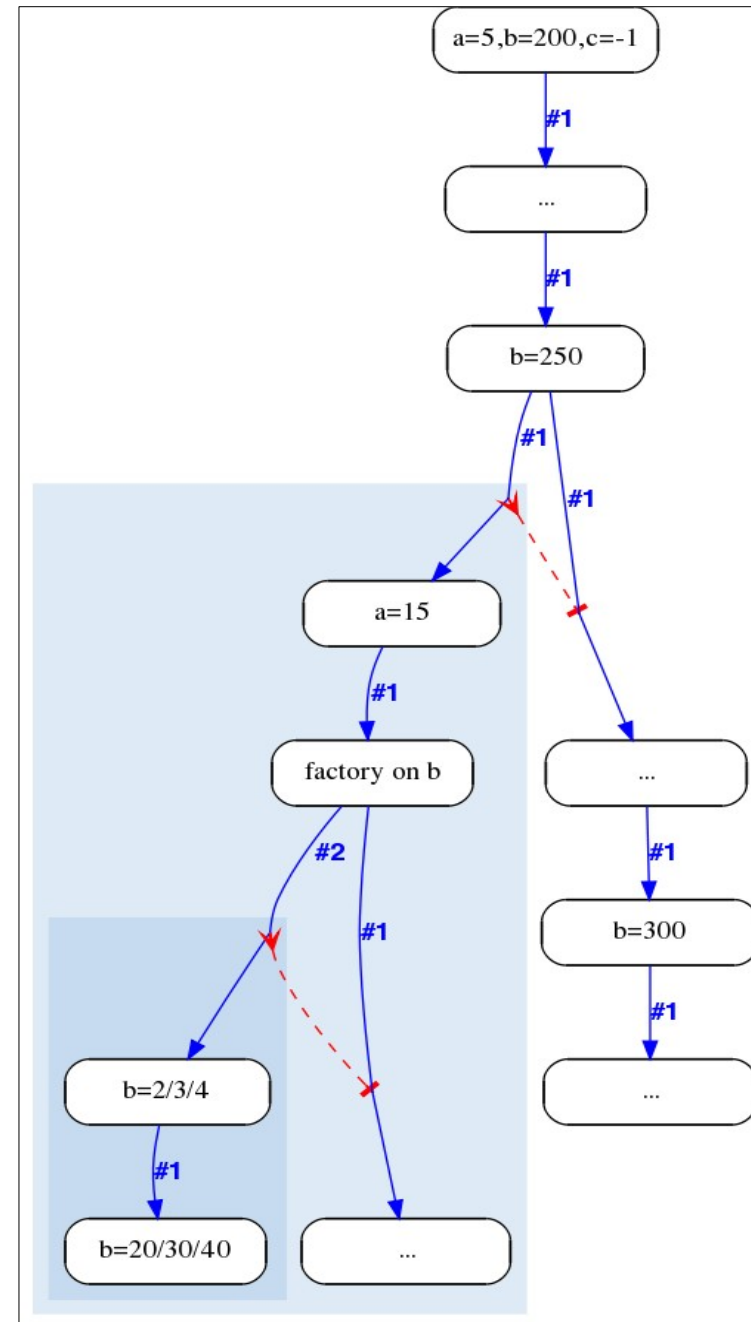 a=5,b=200,c=-1
#1
...
#1
b=250
#1
#1
a=15
#1
factory on b
...
#2
#1
#1
b=300
#1
b=2/3/4
...
#1
b=20/30/40
...